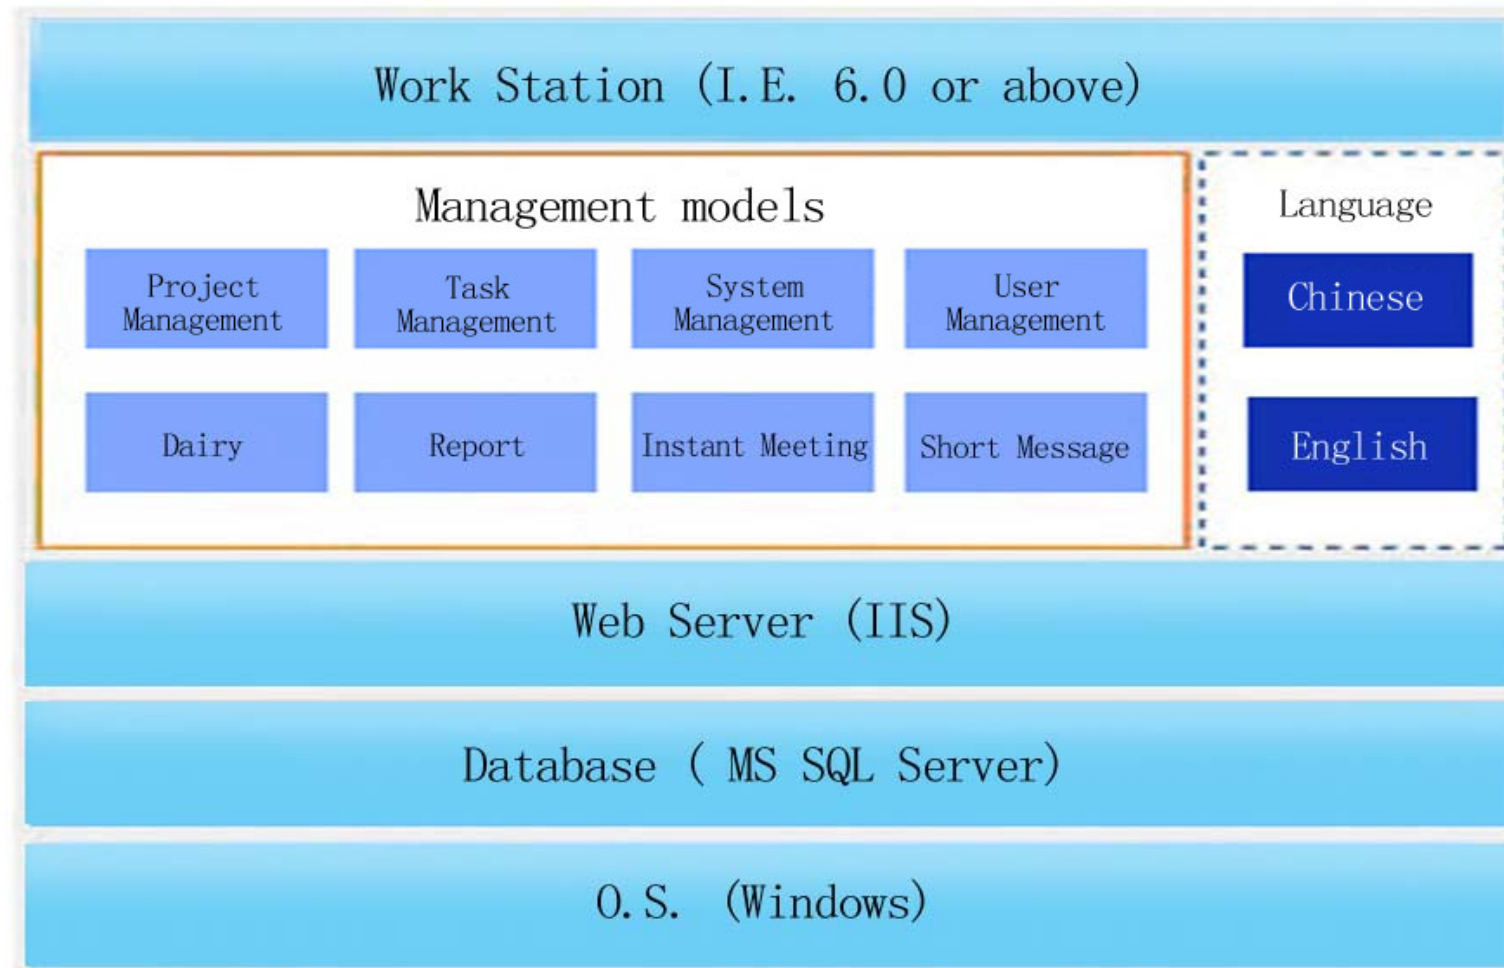 Work Station (I.E. 6.0 or above)
Management models
Language
Project
Management
Task
Management
System
Management
User
Management
Chinese
Dairy
Report
Instant Meeting
Short Message
English
Web Server (IIS)
Database ( MS SQL Server)
O.S. (Windows)